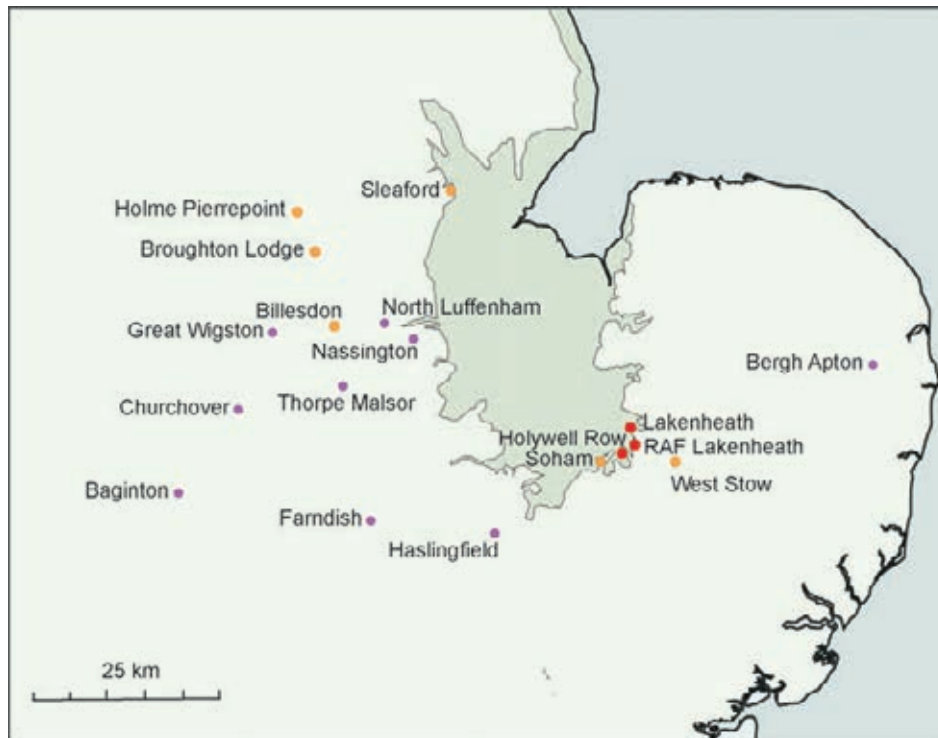 Sleaford
Holme Pierrepoint
Broughton Lodge
Billesdon
North Luffenham
Great Wigston
Nassington
Bergh Apton
Thorpe Malsor
Churchover
Lakenheath
Holywell Row
RAF Lakenheath
Soham
West Stow
Baginton
Farndish
Haslingfield
25 km